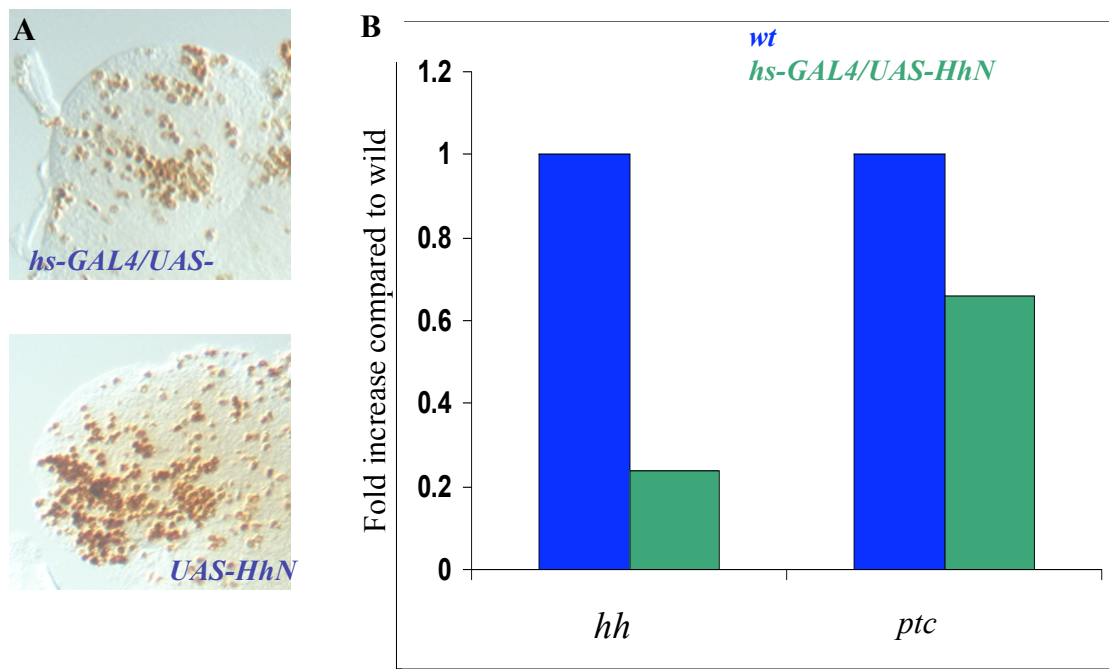 A
hs-GAL4/UAS-
UAS-HhN
B
wt
hs-GAL4/UAS-HhN
Fold increase compared to wild
1.2
1
0.8
0.6
0.4
0.2
0
hh
ptc